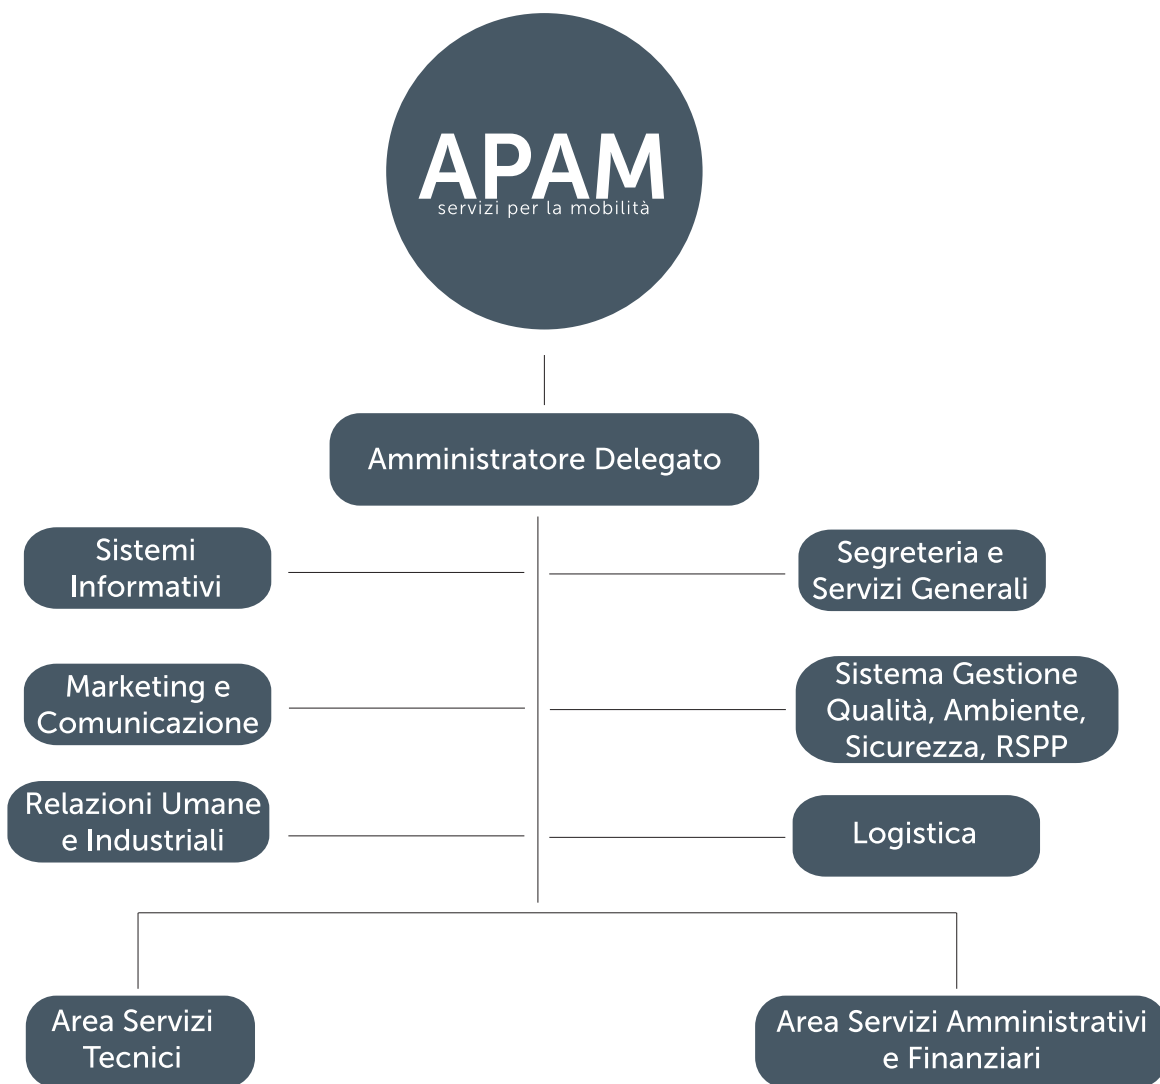 APAM
servizi per la mobilità
Amministratore Delegato
Sistemi
Informativi
Segreteria e
Servizi Generali
Marketing e
Comunicazione
Sistema Gestione
Qualità, Ambiente,
Sicurezza, RSPP
Relazioni Umane
e Industriali
Logistica
Area Servizi
Tecnici
Area Servizi Amministrativi
e Finanziari